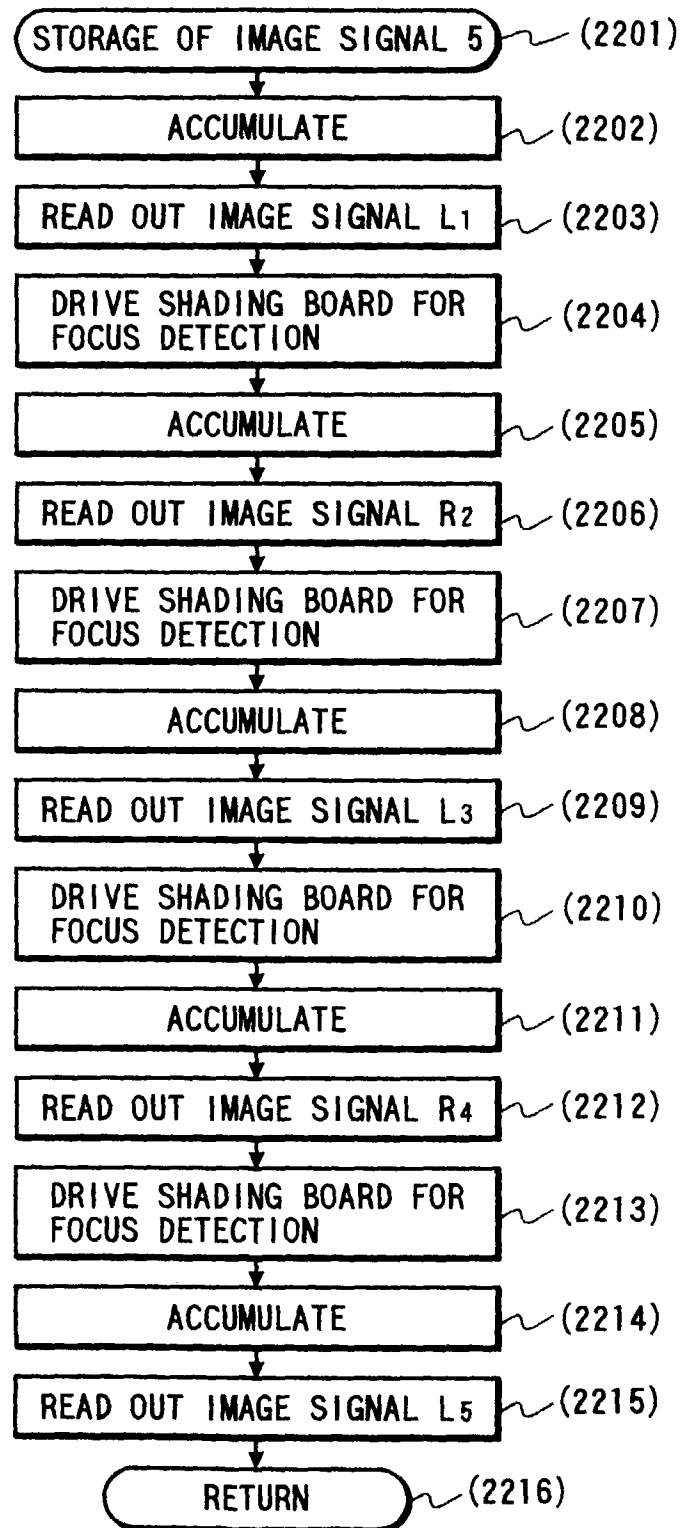 STORAGE OF IMAGE SIGNAL 5 (2201)
ACCUMULATE (2202)
READ OUT IMAGE SIGNAL L1 (2203)
DRIVE SHADING BOARD FOR
FOCUS DETECTION (2204)
ACCUMULATE (2205)
READ OUT IMAGE SIGNAL R2 (2206)
DRIVE SHADING BOARD FOR
FOCUS DETECTION (2207)
ACCUMULATE (2208)
READ OUT IMAGE SIGNAL L3 (2209)
DRIVE SHADING BOARD FOR
FOCUS DETECTION (2210)
ACCUMULATE (2211)
READ OUT IMAGE SIGNAL R4 (2212)
DRIVE SHADING BOARD FOR
FOCUS DETECTION (2213)
ACCUMULATE (2214)
READ OUT IMAGE SIGNAL L5 (2215)
RETURN (2216)